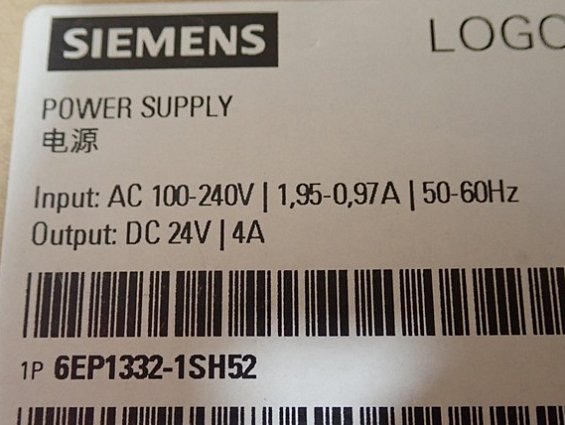 SIEMENS LOGO
POWER SUPPLY
电源
Input: AC 100-240V | 1,95-0,97A | 50-60Hz
Output: DC 24V | 4A
1P 6EP1332-1SH52